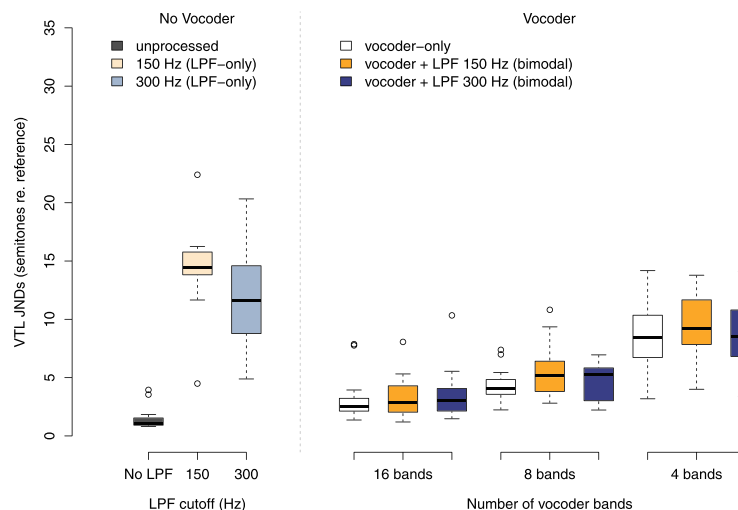 No Vocoder
Vocoder
unprocessed
150 Hz (LPF−only)
300 Hz (LPF−only)
vocoder−only
vocoder + LPF 150 Hz (bimodal)
vocoder + LPF 300 Hz (bimodal)
VTL JNDs (semitones re. reference)
35
30
25
20
15
10
5
0
No LPF 150 300
16 bands 8 bands 4 bands
LPF cutoff (Hz)
Number of vocoder bands